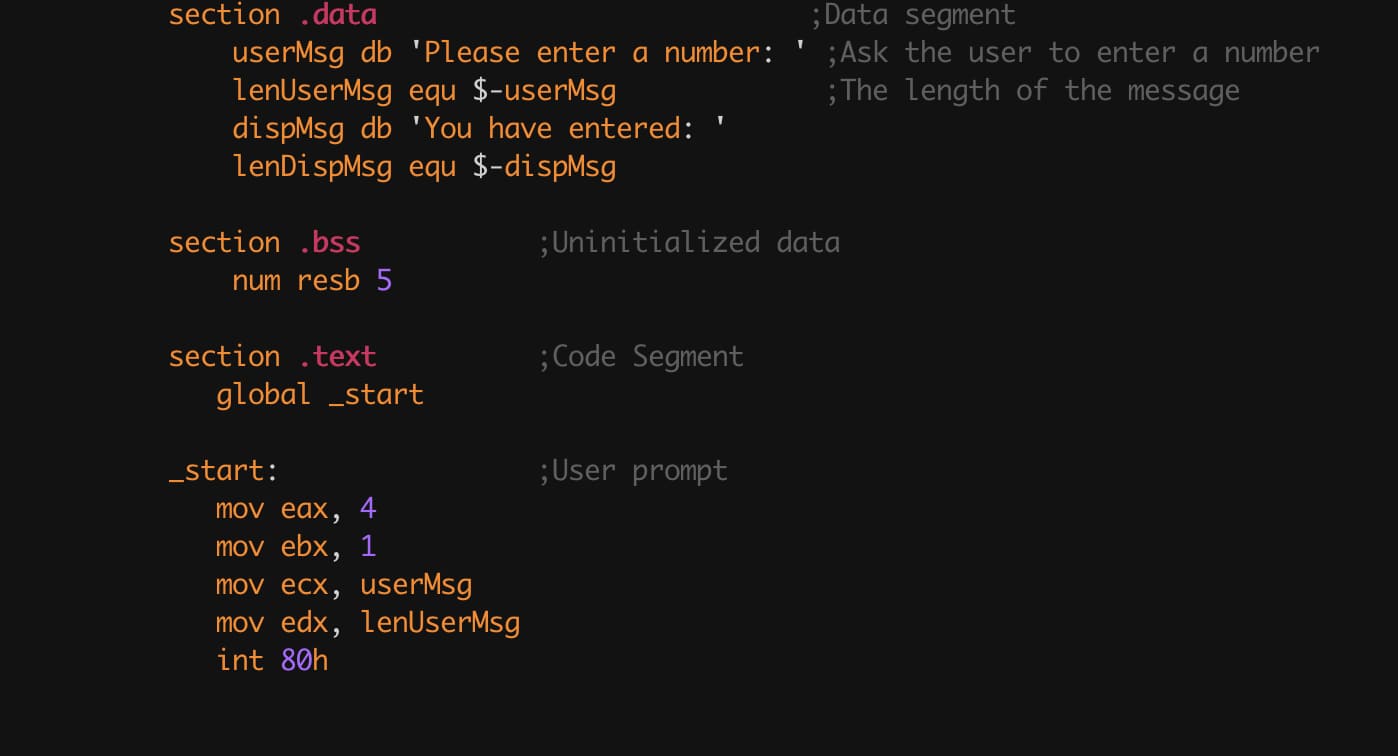 section .data                           ;Data segment
    userMsg db 'Please enter a number: ' ;Ask the user to enter a number
    lenUserMsg equ $-userMsg             ;The length of the message
    dispMsg db 'You have entered: '
    lenDispMsg equ $-dispMsg
section .bss           ;Uninitialized data
    num resb 5
section .text          ;Code Segment
   global _start
_start:                ;User prompt
   mov eax, 4
   mov ebx, 1
   mov ecx, userMsg
   mov edx, lenUserMsg
   int 80h